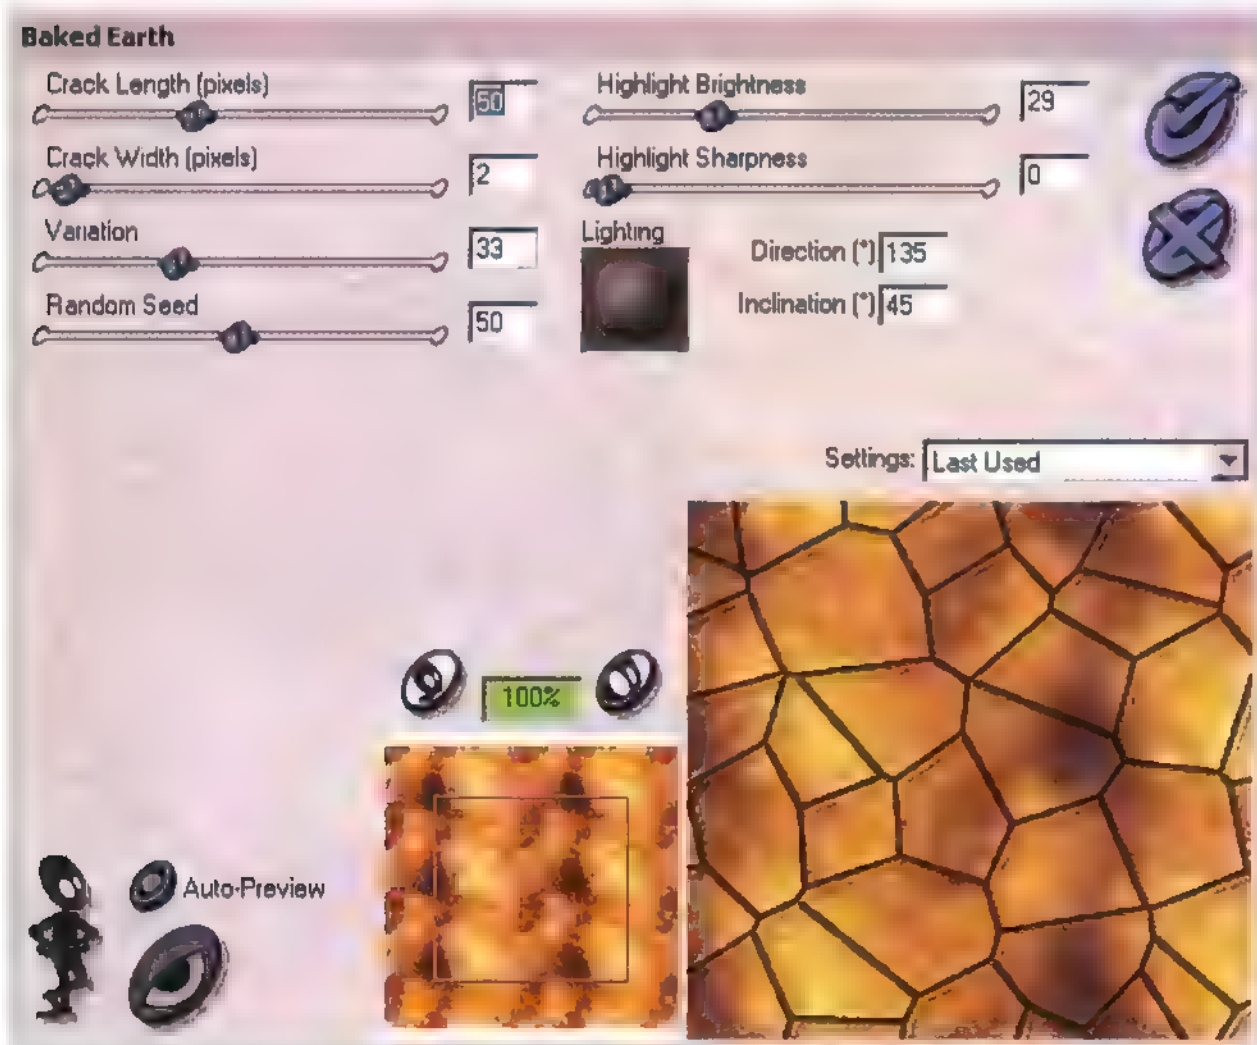 Baked Earth
Crack Length (pixels)
50
Crack Width (pixels)
2
Variation
33
Random Seed
50
Highlight Brightness
29
Highlight Sharpness
0
Lighting
Direction (°) 135
Inclination (°) 45
Settings: Last Used
100%
Auto-Preview